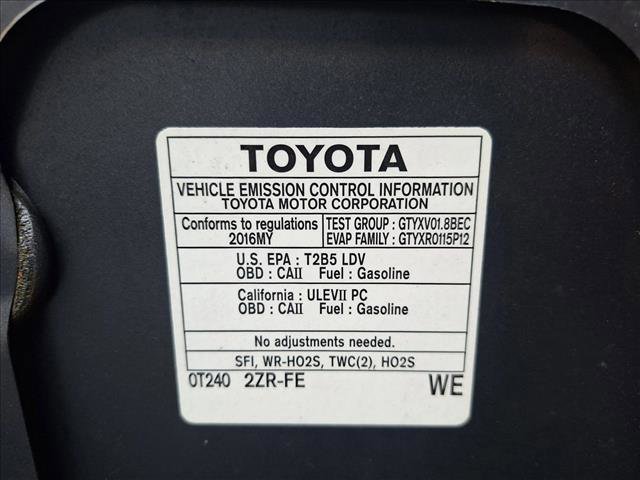 TOYOTA
VEHICLE EMISSION CONTROL INFORMATION
TOYOTA MOTOR CORPORATION
Conforms to regulations
2016MY
TEST GROUP : GTYXV01.8BEC
EVAP FAMILY : GTYXR0115P12
U.S. EPA : T2B5 LDV
OBD : CAII Fuel : Gasoline
California : ULEVII PC
OBD : CAII Fuel : Gasoline
No adjustments needed.
SFI, WR-HO2S, TWC(2), HO2S
0T240 2ZR-FE WE